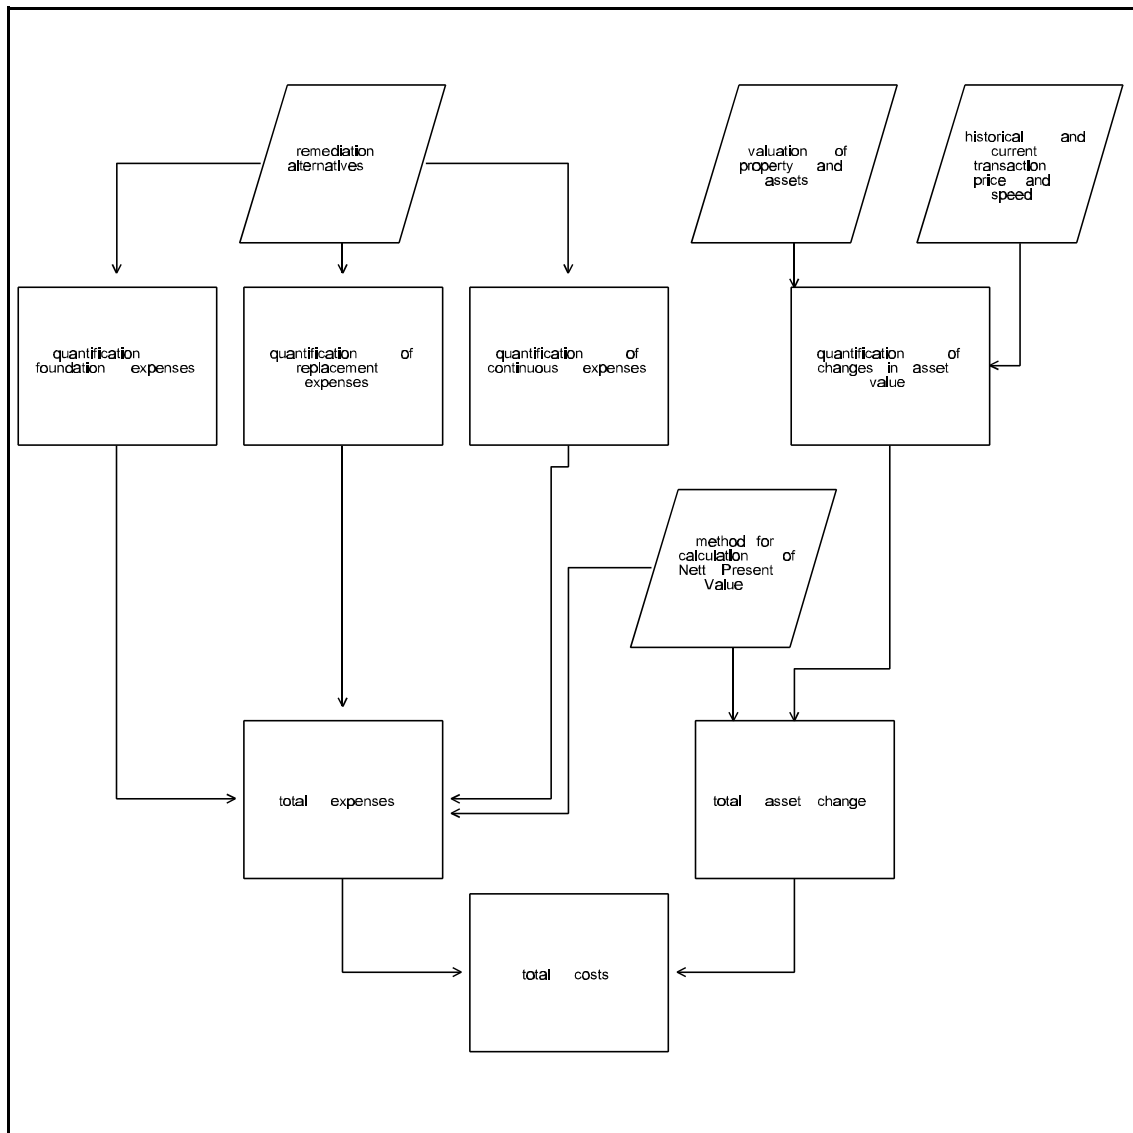 remediation
alternatives
valuation of
property and
assets
historical and
current
transaction
price and
speed
quantification
foundation expenses
quantification of
replacement
expenses
quantification of
continuous expenses
quantification of
changes in asset
value
method for
calculation of
Nett Present
Value
total expenses
total asset change
total costs